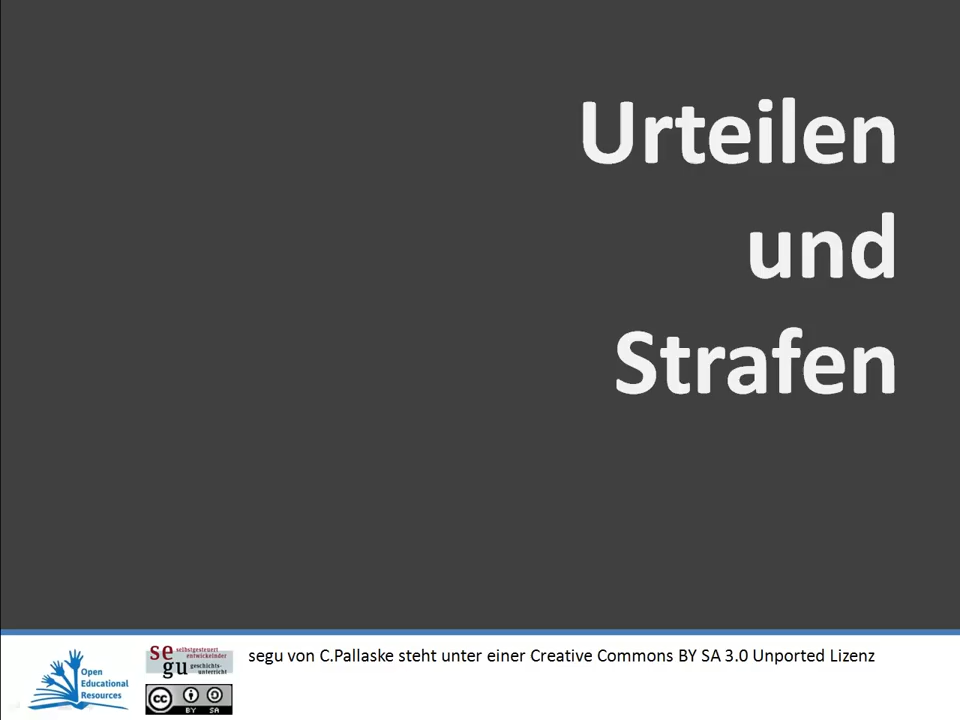 Urteilen
und
Strafen
Open
Educational
Resources
se selbstgesteuert
entwickelnder
gu geschichts-
unterricht
cc BY SA
segu von C.Pallaske steht unter einer Creative Commons BY SA 3.0 Unported Lizenz